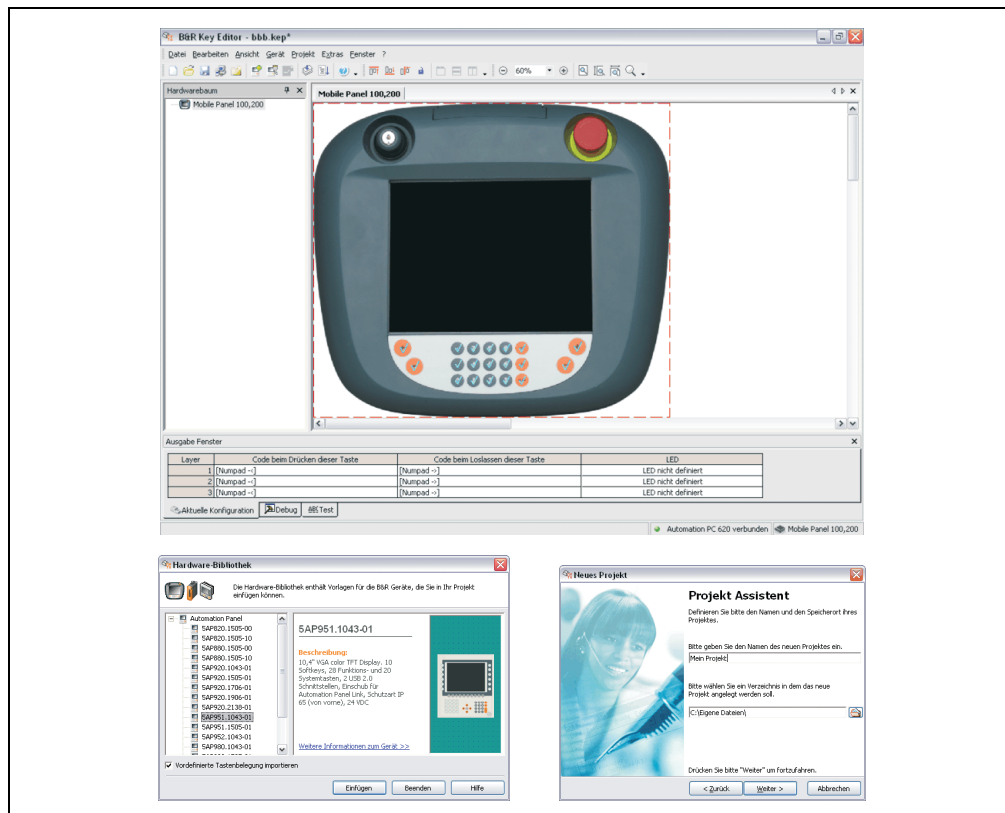 B&R Key Editor - bbb.kep*
Datei Bearbeiten Ansicht Gerät Projekt Extras Fenster ?
60%
Hardwarebaum
Mobile Panel 100,200
Mobile Panel 100,200
Ausgabe Fenster
Layer Code beim Drücken dieser Taste Code beim Loslassen dieser Taste LED
1 [Numpad -‹] [Numpad -›] LED nicht definiert
2 [Numpad -‹] [Numpad -›] LED nicht definiert
3 [Numpad -‹] [Numpad -›] LED nicht definiert
Aktuelle Konfiguration Debug Test
Automation PC 620 verbunden Mobile Panel 100,200
Hardware-Bibliothek
Die Hardware-Bibliothek enthält Vorlagen für die B&R Geräte, die Sie in Ihr Projekt
einfügen können.
Automation Panel
5AP820.1505-00
5AP820.1505-10
5AP880.1505-00
5AP880.1505-10
5AP920.1043-01
5AP920.1505-01
5AP920.1706-01
5AP920.1906-01
5AP920.2138-01
5AP951.1043-01
5AP951.1505-01
5AP952.1043-01
5AP980.1043-01
5AP951.1043-01
Beschreibung:
10,4" VGA color TFT Display. 10
Softkeys, 28 Funktions- und 20
Systemtasten, 2 USB 2.0
Schnittstellen, Einschub für
Automation Panel Link, Schutzart IP
65 (von vorne), 24 VDC
Weitere Informationen zum Gerät >>
Vordefinierte Tastenbelegung importieren
Einfügen Beenden Hilfe
Neues Projekt
Projekt Assistent
Definieren Sie bitte den Namen und den Speicherort ihres
Projektes.
Bitte geben Sie den Namen des neuen Projektes ein.
Mein Projekt
Bitte wählen Sie ein Verzeichnis in dem das neue
Projekt angelegt werden soll.
C:\Eigene Dateien\
Drücken Sie bitte "Weiter" um fortzufahren.
< Zurück Weiter > Abbrechen